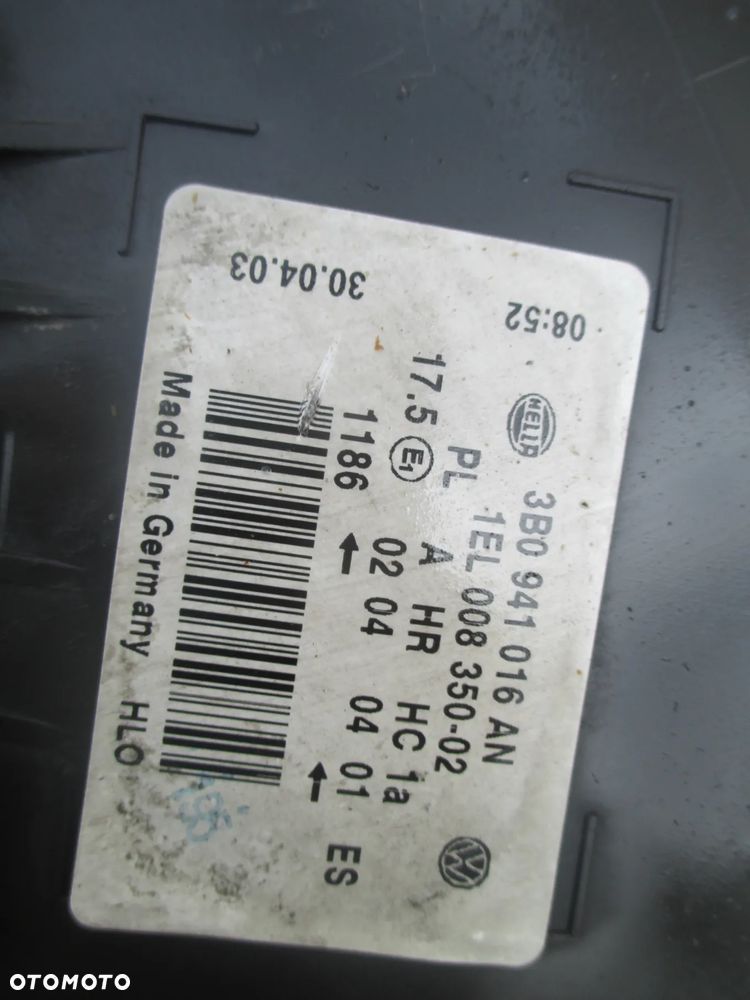 08:52
30.04.03
HELLA 3B0 941 016 AN
PL 1EL 008 350-02
17.5 E1 A HR HC 1a
1186 02 04 04 01 ES
Made in Germany HLO
OTOMOTO